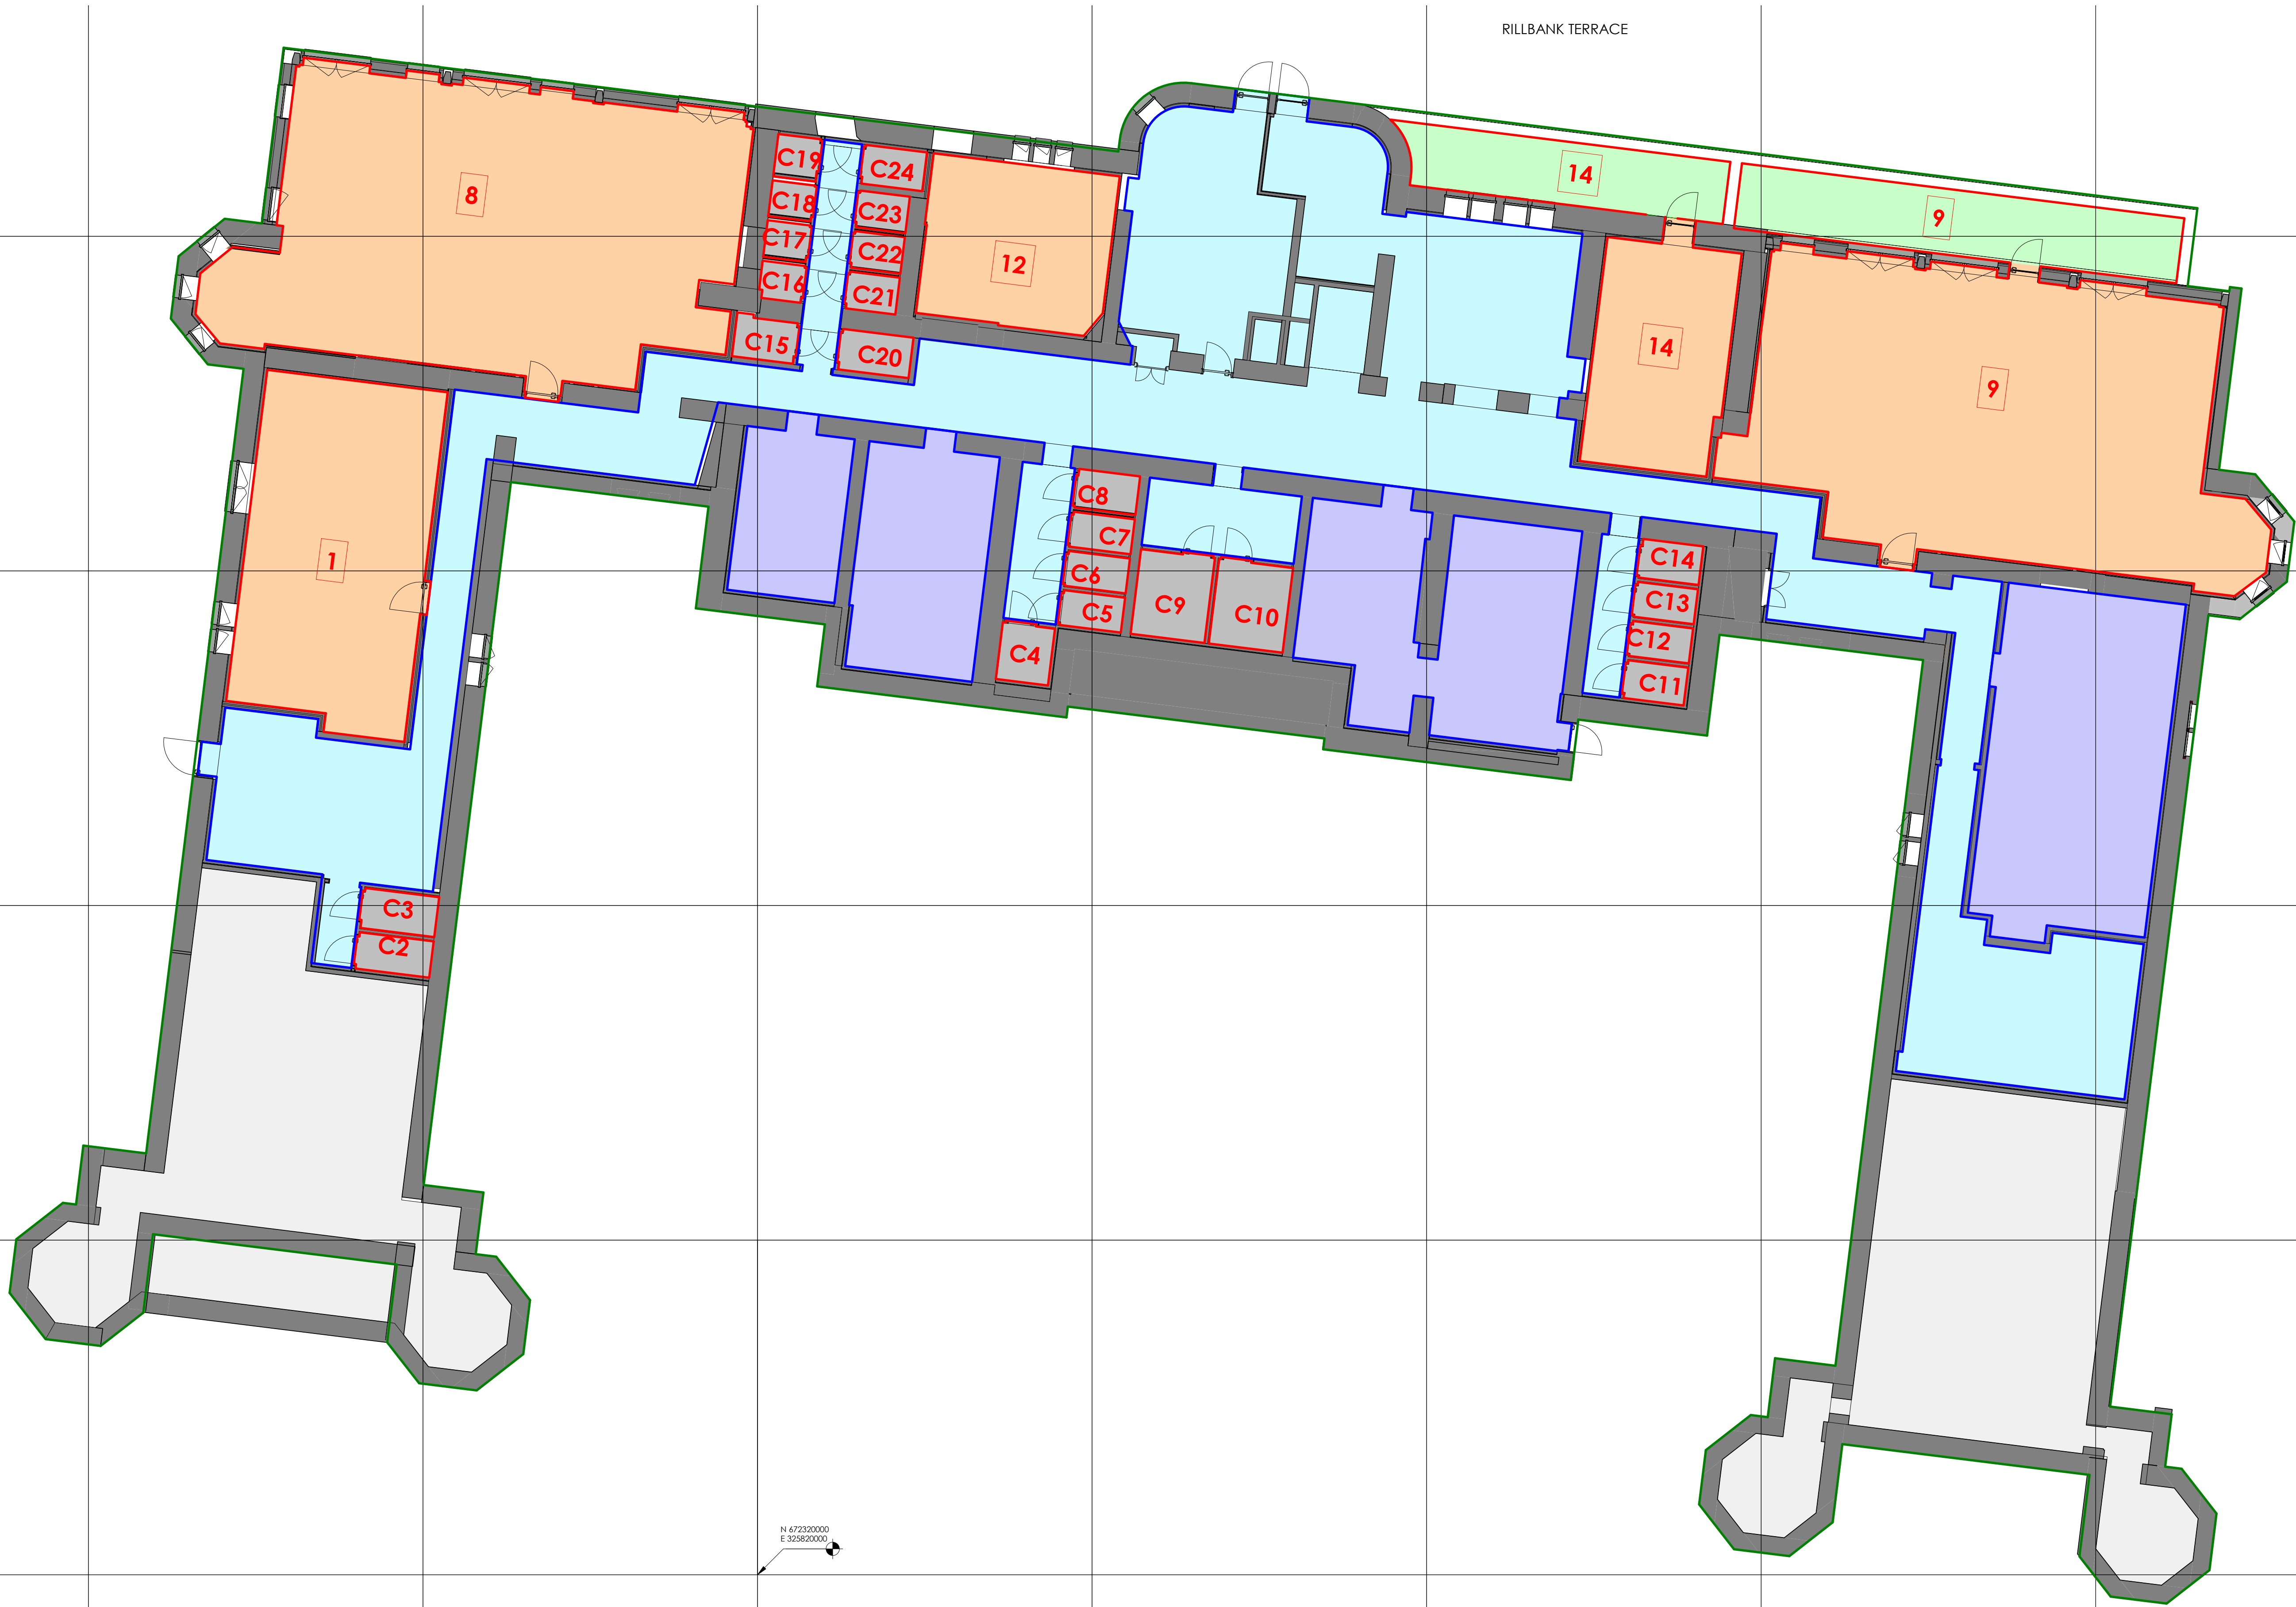 RILLBANK TERRACE
8
C19
C18
C17
C16
C15
C24
C23
C22
C21
C20
12
14
9
14
9
1
C8
C7
C6
C5
C4
C9
C10
C14
C13
C12
C11
C3
C2
N 672320000
E 325820000